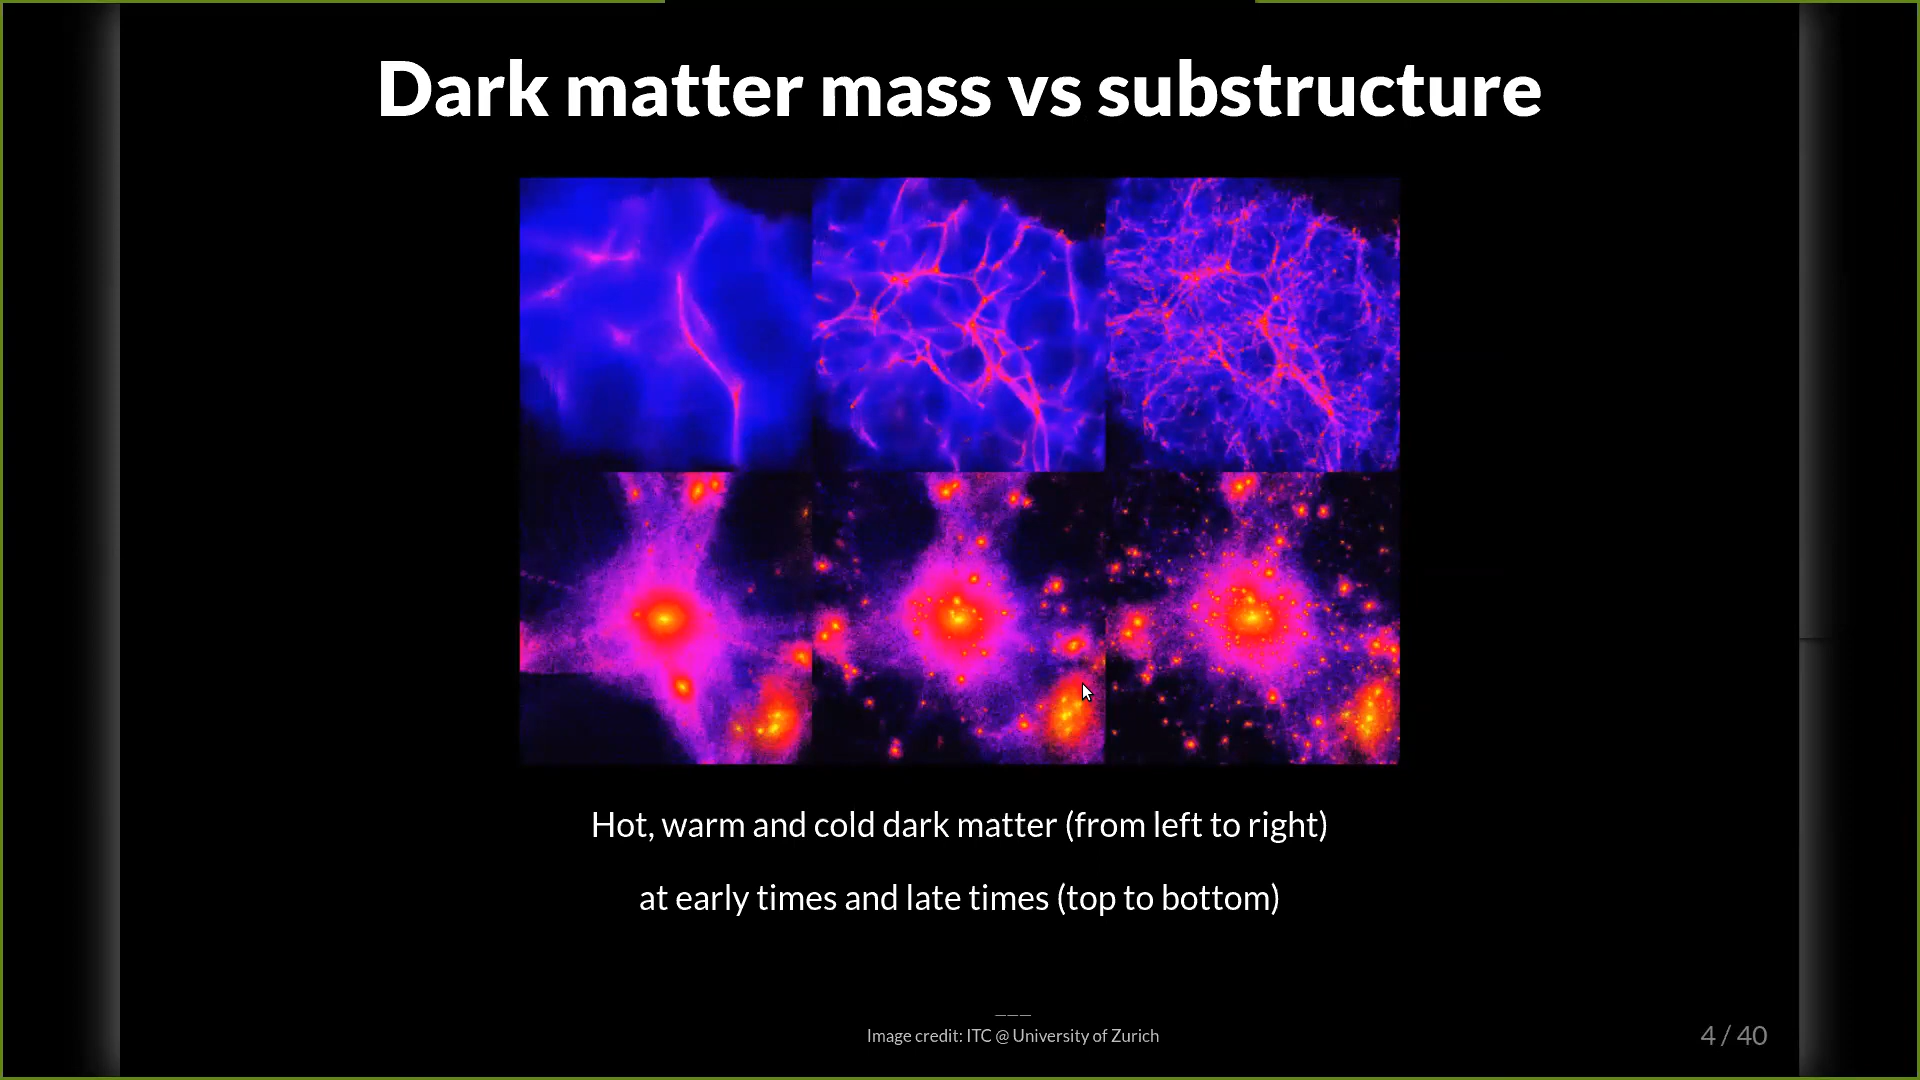 Dark matter mass vs substructure
Hot, warm and cold dark matter (from left to right)
at early times and late times (top to bottom)
___
Image credit: ITC @ University of Zurich
4 / 40